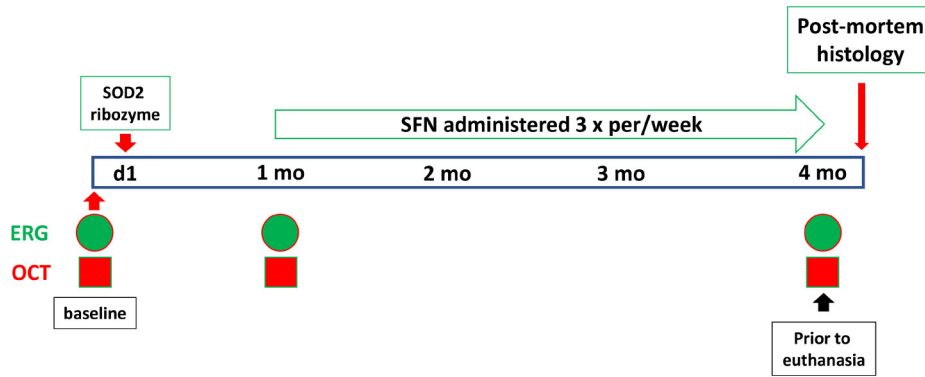 Post-mortem
histology
SOD2
ribozyme
SFN administered 3 x per/week
d1 1 mo 2 mo 3 mo 4 mo
ERG
OCT
baseline
Prior to
euthanasia